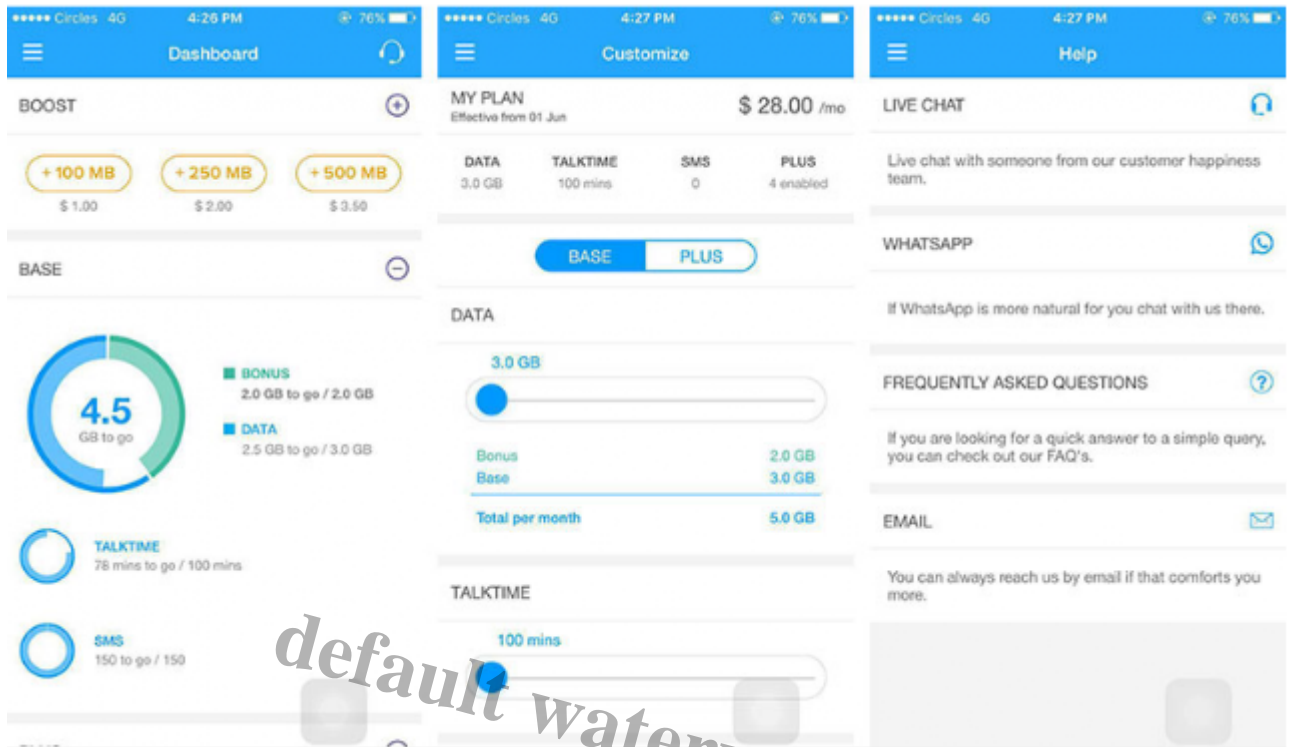 Circles 4G 4:26 PM 76%
Dashboard
BOOST
+ 100 MB + 250 MB + 500 MB
$ 1.00 $ 2.00 $ 3.50
BASE
4.5
GB to go
BONUS
2.0 GB to go / 2.0 GB
DATA
2.5 GB to go / 3.0 GB
TALKTIME
78 mins to go / 100 mins
SMS
150 to go / 150
Circles 4G 4:27 PM 76%
Customize
MY PLAN
$ 28.00 /mo
Effective from 01 Jun
DATA TALKTIME SMS PLUS
3.0 GB 100 mins 0 4 enabled
BASE PLUS
DATA
3.0 GB
Bonus 2.0 GB
Base 3.0 GB
Total per month 5.0 GB
TALKTIME
100 mins
Circles 4G 4:27 PM 76%
Help
LIVE CHAT
Live chat with someone from our customer happiness
team.
WHATSAPP
If WhatsApp is more natural for you chat with us there.
FREQUENTLY ASKED QUESTIONS
If you are looking for a quick answer to a simple query,
you can check out our FAQ's.
EMAIL
You can always reach us by email if that comforts you
more.
default